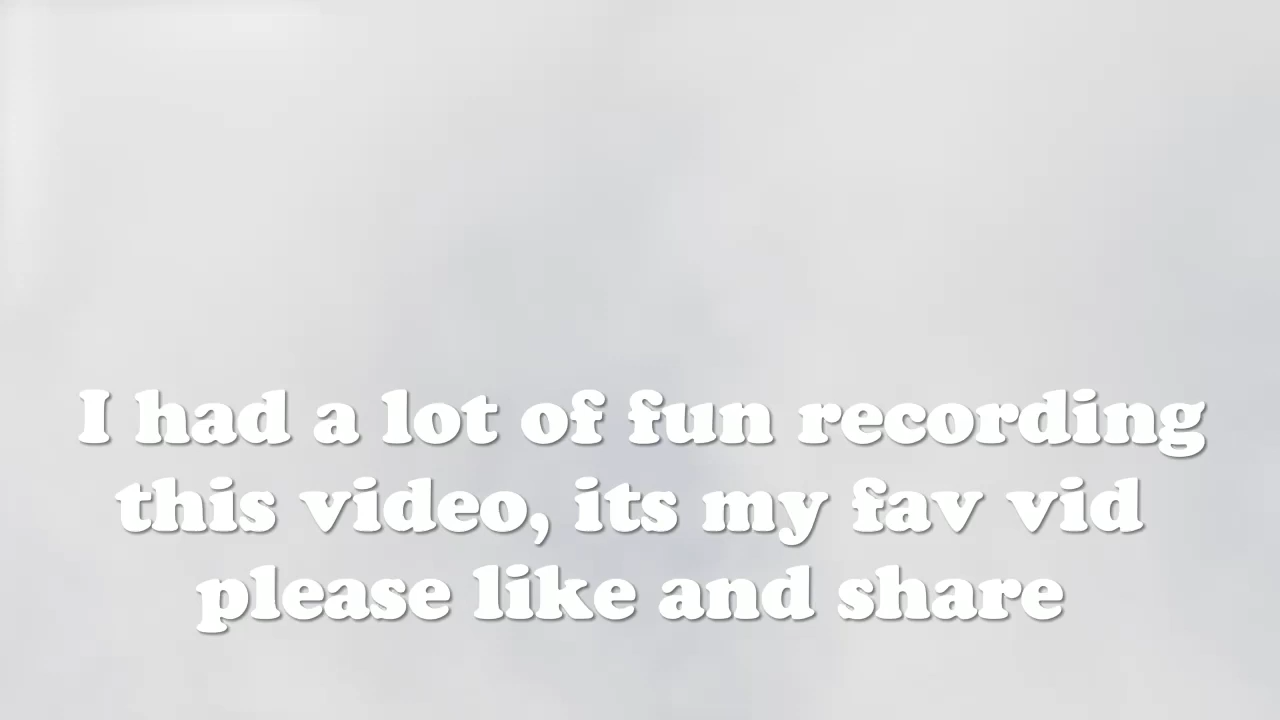 I had a lot of fun recording
this video, its my fav vid
please like and share